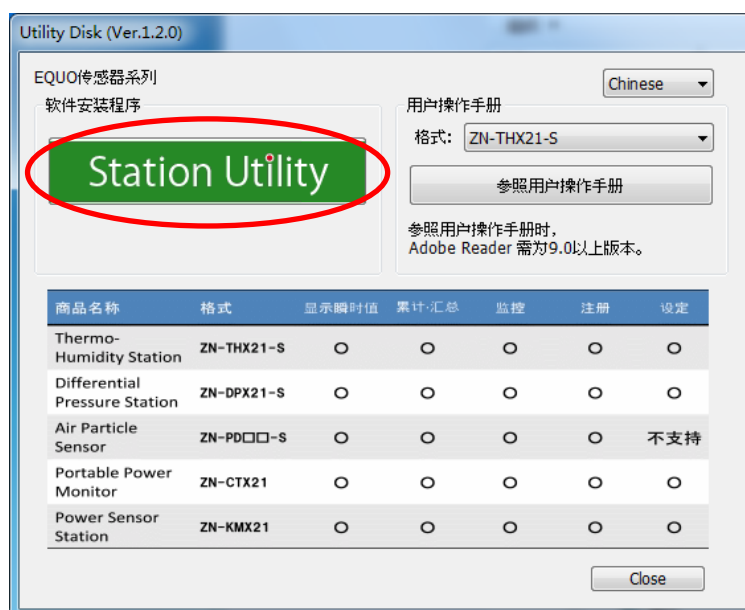 Utility Disk (Ver.1.2.0)
EQUO传感器系列
Chinese
软件安装程序
Station Utility
用户操作手册
格式: ZN-THX21-S
参照用户操作手册
参照用户操作手册时，
Adobe Reader 需为9.0以上版本。
商品名称 格式 显示瞬时值 累计·汇总 监控 注册 设定
Thermo-
Humidity Station ZN-THX21-S O O O O O
Differential
Pressure Station ZN-DPX21-S O O O O O
Air Particle
Sensor ZN-PD□□-S O O O O 不支持
Portable Power
Monitor ZN-CTX21 O O O O O
Power Sensor
Station ZN-KMX21 O O O O O
Close